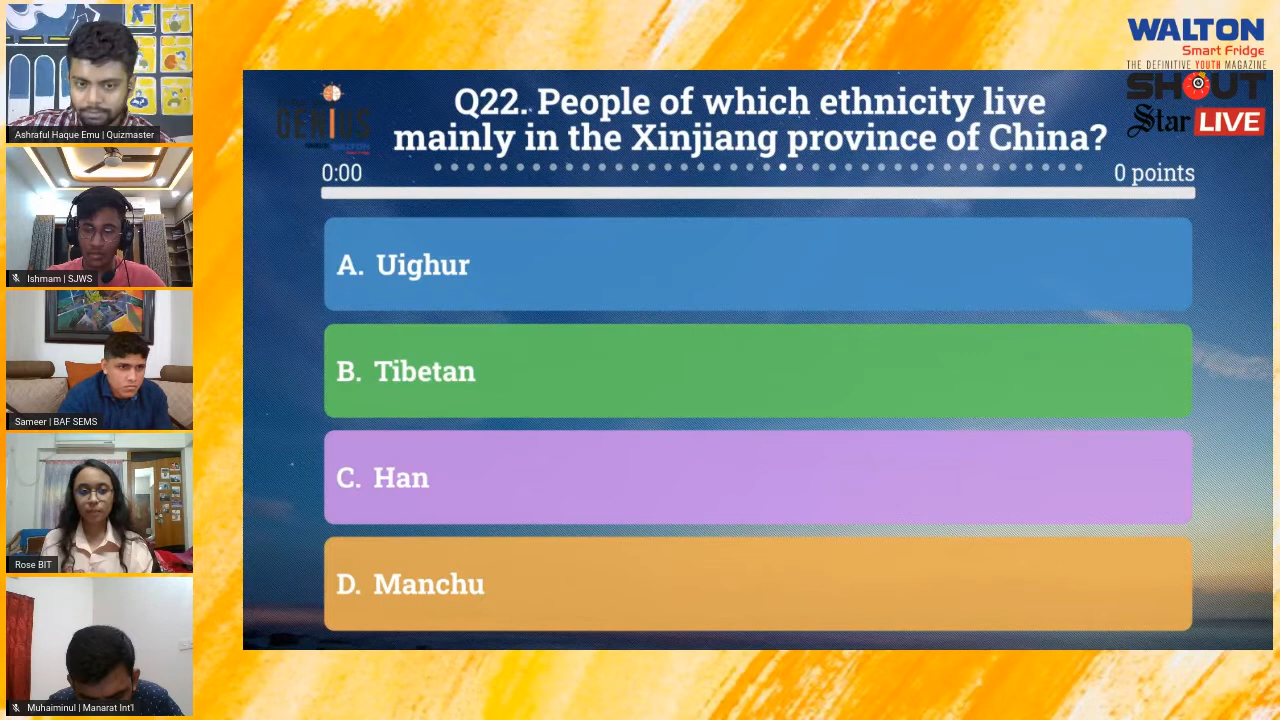 Ashraful Haque Emu | Quizmaster
Ishmam | SJWS
Sameer | BAF SEMS
Rose BIT
Muhaiminul | Manarat Int'l
WALTON
Smart Fridge
THE DEFINITIVE YOUTH MAGAZINE
SHOUT
Star LIVE
GENIUS
WALTON
Q22. People of which ethnicity live
mainly in the Xinjiang province of China?
0:00
0 points
A. Uighur
B. Tibetan
C. Han
D. Manchu